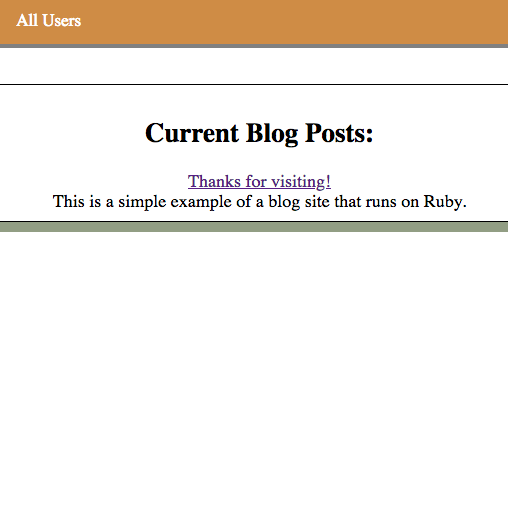 All Users
Current Blog Posts:
Thanks for visiting!
This is a simple example of a blog site that runs on Ruby.